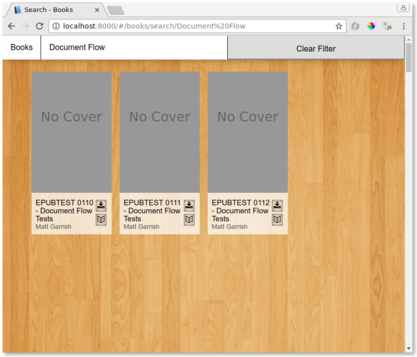 Search - Books
localhost:8000/#/books/search/Document%20Flow
Books
Document Flow
Clear Filter
No Cover
No Cover
No Cover
EPUBTEST 0110
- Document Flow
Tests
Matt Garrish
EPUBTEST 0111
- Document Flow
Tests
Matt Garrish
EPUBTEST 0112
- Document Flow
Tests
Matt Garrish